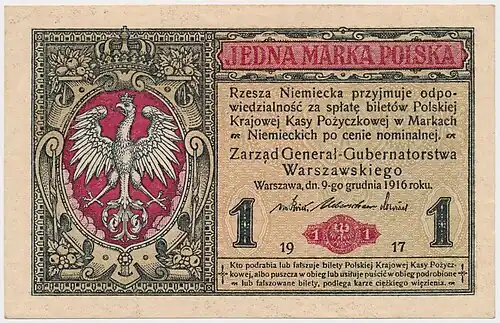 JEDNA MARKA POLSKA
Rzesza Niemiecka przyjmuje odpo-
wiedzialność za spłatę biletów Polskiej
Krajowej Kasy Pożyczkowej w Markach
Niemieckich po cenie nominalnej.
Zarząd General-Gubernatorstwa
Warszawskiego
Warszawa, dn. 9-go grudnia 1916 roku.
1 1
19 17
Kto podrabia lub fałszuje bilety Polskiej Krajowej Kasy Pożycz-
kowej, albo puszcza w obieg lub usiłuje puścić w obieg podrobione
lub fałszowane bilety, podlega karze ciężkiego więzienia.